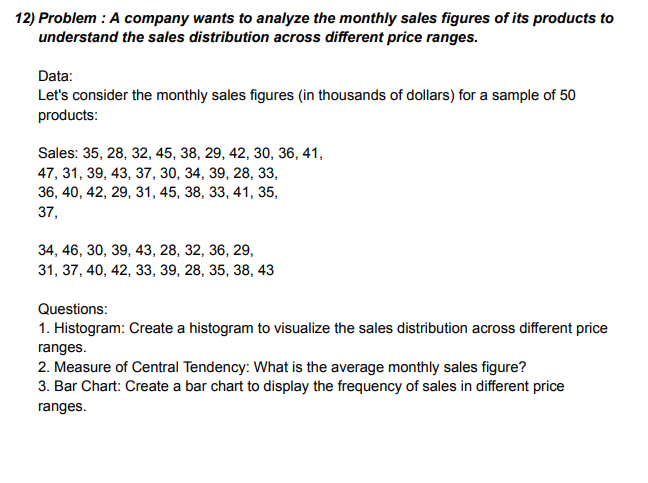 12) Problem : A company wants to analyze the monthly sales figures of its products to
understand the sales distribution across different price ranges.
Data:
Let's consider the monthly sales figures (in thousands of dollars) for a sample of 50
products:
Sales: 35, 28, 32, 45, 38, 29, 42, 30, 36, 41,
47, 31, 39, 43, 37, 30, 34, 39, 28, 33,
36, 40, 42, 29, 31, 45, 38, 33, 41, 35,
37,
34, 46, 30, 39, 43, 28, 32, 36, 29,
31, 37, 40, 42, 33, 39, 28, 35, 38, 43
Questions:
1. Histogram: Create a histogram to visualize the sales distribution across different price
ranges.
2. Measure of Central Tendency: What is the average monthly sales figure?
3. Bar Chart: Create a bar chart to display the frequency of sales in different price
ranges.